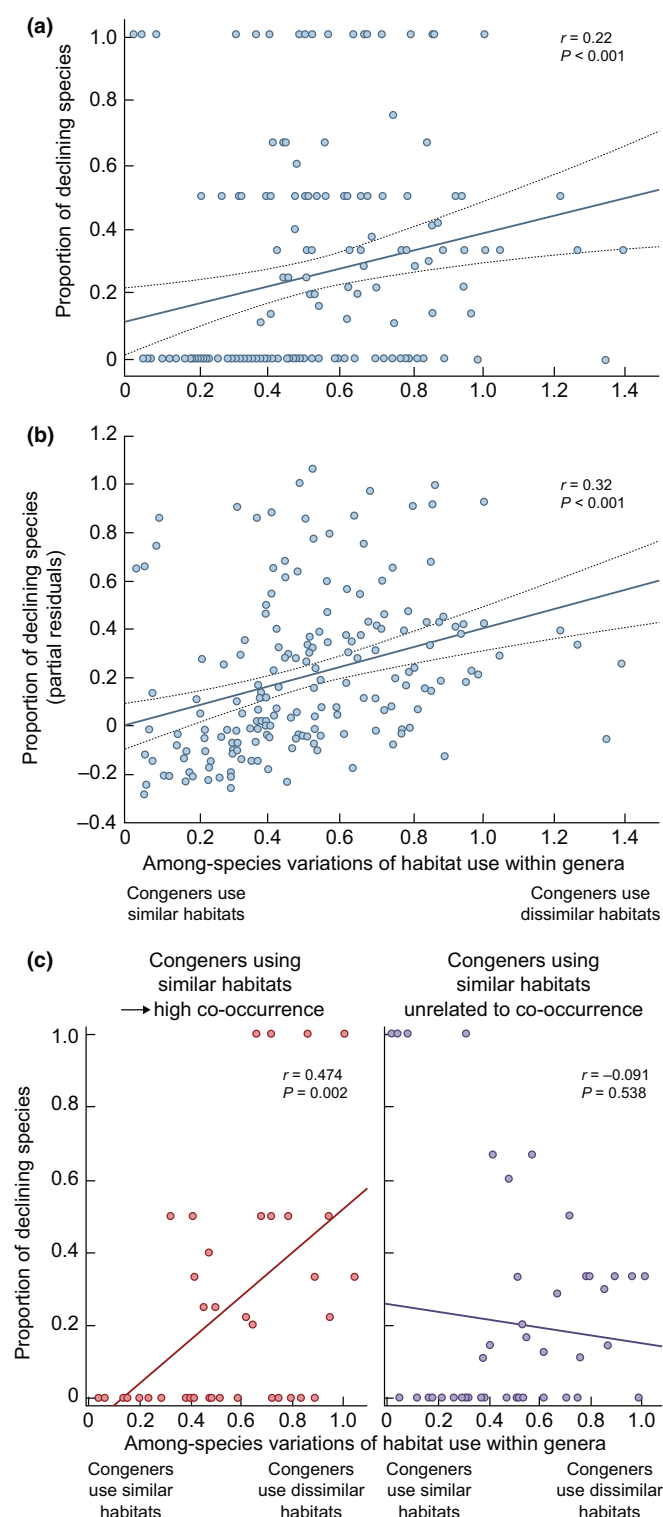 (a)
1.0
0.8
0.6
0.4
0.2
0
r = 0.22
P < 0.001
Proportion of declining species
0 0.2 0.4 0.6 0.8 1.0 1.2 1.4
(b)
1.2
1.0
0.8
0.6
0.4
0.2
0
–0.2
–0.4
r = 0.32
P < 0.001
Proportion of declining species
(partial residuals)
0 0.2 0.4 0.6 0.8 1.0 1.2 1.4
Among-species variations of habitat use within genera
Congeners use
similar habitats
Congeners use
dissimilar habitats
(c)
Congeners using
similar habitats
→ high co-occurrence
Congeners using
similar habitats
unrelated to co-occurrence
1.0
0.8
0.6
0.4
0.2
0
r = 0.474
P = 0.002
r = –0.091
P = 0.538
Proportion of declining species
0 0.2 0.4 0.6 0.8 1.0
0 0.2 0.4 0.6 0.8 1.0
Among-species variations of habitat use within genera
Congeners
use similar
habitats
Congeners
use dissimilar
habitats
Congeners
use similar
habitats
Congeners
use dissimilar
habitats